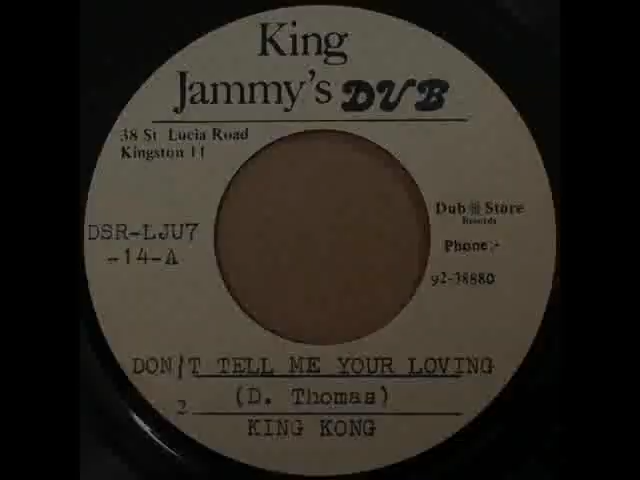 King
Jammy's DUB
38 St Lucia Road
Kingston 11
Dub Store
Records
DSR-LJU7
-14-A
Phone:-
92-38880
DON'T TELL ME YOUR LOVING
(D. Thomas)
2
KING KONG